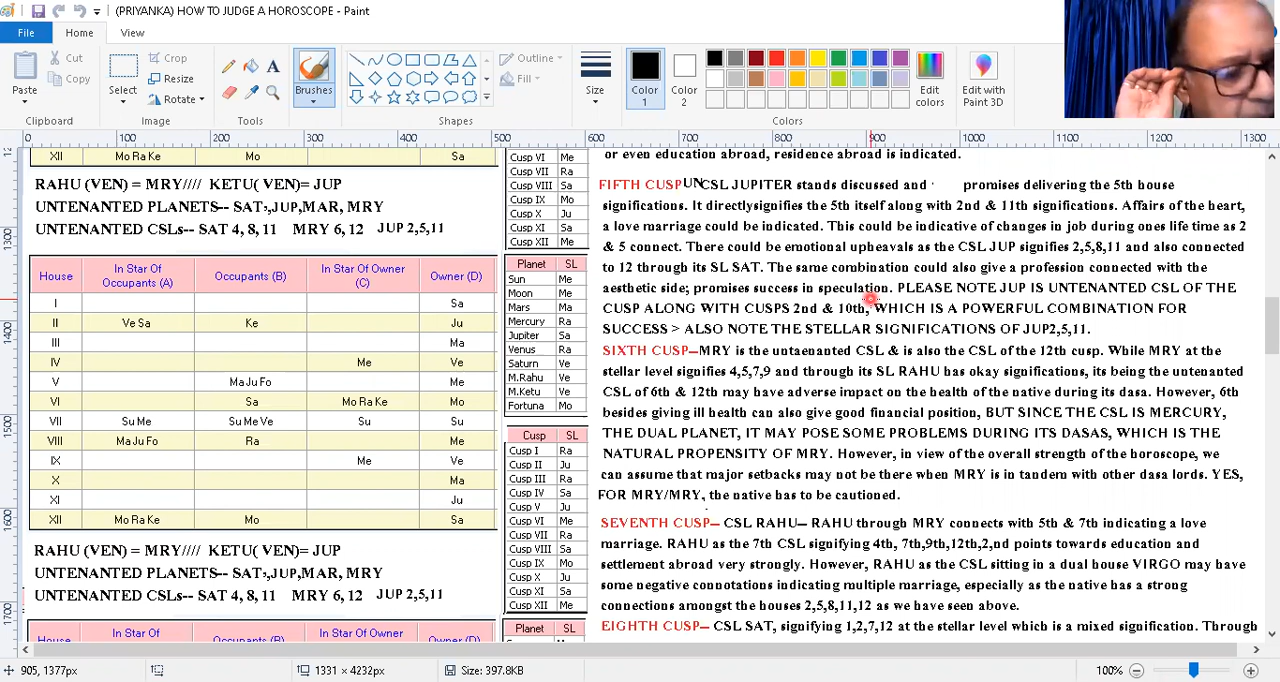 (PRIYANKA) HOW TO JUDGE A HOROSCOPE - Paint
File Home View
Paste Cut Copy Select Crop Resize Rotate Brushes Outline Fill Size Color 1 Color 2 Edit colors Edit with Paint 3D
Clipboard Image Tools Shapes Colors
0 100 200 300 400 500 600 700 800 900 1000 1100 1200 1300
XII Mo Ra Ke Mo Sa
RAHU (VEN) = MRY//// KETU( VEN)= JUP
UNTENANTED PLANETS-- SAT,,JUP,MAR, MRY
UNTENANTED CSLs-- SAT 4, 8, 11 MRY 6, 12 JUP 2,5,11
House In Star Of Occupants (A) Occupants (B) In Star Of Owner (C) Owner (D)
I Sa
II Ve Sa Ke Ju
III Ma
IV Me Ve
V Ma Ju Fo Me
VI Sa Mo Ra Ke Mo
VII Su Me Su Me Ve Su Su
VIII Ma Ju Fo Ra Me
IX Me Ve
X Ma
XI Ju
XII Mo Ra Ke Mo Sa
RAHU (VEN) = MRY//// KETU( VEN)= JUP
UNTENANTED PLANETS-- SAT,,JUP,MAR, MRY
UNTENANTED CSLs-- SAT 4, 8, 11 MRY 6, 12 JUP 2,5,11
House In Star Of Occupants (B) In Star Of Owner Owner (D)
Cusp VI Me
Cusp VII Ra
Cusp VIII Sa
Cusp IX Mo
Cusp X Ju
Cusp XI Sa
Cusp XII Me
Planet SL
Sun Me
Moon Me
Mars Ma
Mercury Ra
Jupiter Sa
Venus Ra
Saturn Ve
M.Rahu Ve
M.Ketu Ve
Fortuna Mo
Cusp SL
Cusp I Ra
Cusp II Ju
Cusp III Ra
Cusp IV Sa
Cusp V Ju
Cusp VI Me
Cusp VII Ra
Cusp VIII Sa
Cusp IX Mo
Cusp X Ju
Cusp XI Sa
Cusp XII Me
Planet SL
or even education abroad, residence abroad is indicated.
FIFTH CUSP UNCSL JUPITER stands discussed and promises delivering the 5th house
significations. It directlysignifies the 5th itself along with 2nd & 11th significations. Affairs of the heart,
a love marriage could be indicated. This could be indicative of changes in job during ones life time as 2
& 5 connect. There could be emotional upheavals as the CSL JUP signifies 2,5,8,11 and also connected
to 12 through its SL SAT. The same combination could also give a profession connected with the
aesthetic side; promises success in speculation. PLEASE NOTE JUP IS UNTENANTED CSL OF THE
CUSP ALONG WITH CUSPS 2nd & 10th, WHICH IS A POWERFUL COMBINATION FOR
SUCCESS > ALSO NOTE THE STELLAR SIGNIFICATIONS OF JUP2,5,11.
SIXTH CUSP–MRY is the untaenanted CSL & is also the CSL of the 12th cusp. While MRY at the
stellar level signifies 4,5,7,9 and through its SL RAHU has okay significations, its being the untenanted
CSL of 6th & 12th may have adverse impact on the health of the native during its dasa. However, 6th
besides giving ill health can also give good financial position, BUT SINCE THE CSL IS MERCURY,
THE DUAL PLANET, IT MAY POSE SOME PROBLEMS DURING ITS DASAS, WHICH IS THE
NATURAL PROPENSITY OF MRY. However, in view of the overall strength of the horoscope, we
can assume that major setbacks may not be there when MRY is in tandem with other dasa lords. YES,
FOR MRY/MRY, the native has to be cautioned.
SEVENTH CUSP– CSL RAHU– RAHU through MRY connects with 5th & 7th indicating a love
marriage. RAHU as the 7th CSL signifying 4th, 7th,9th,12th,2,nd points towards education and
settlement abroad very strongly. However, RAHU as the CSL sitting in a dual house VIRGO may have
some negative connotations indicating multiple marriage, especially as the native has a strong
connections amongst the houses 2,5,8,11,12 as we have seen above.
EIGHTH CUSP– CSL SAT, signifying 1,2,7,12 at the stellar level which is a mixed signification. Through
905, 1377px 1331 × 4232px Size: 397.8KB 100%